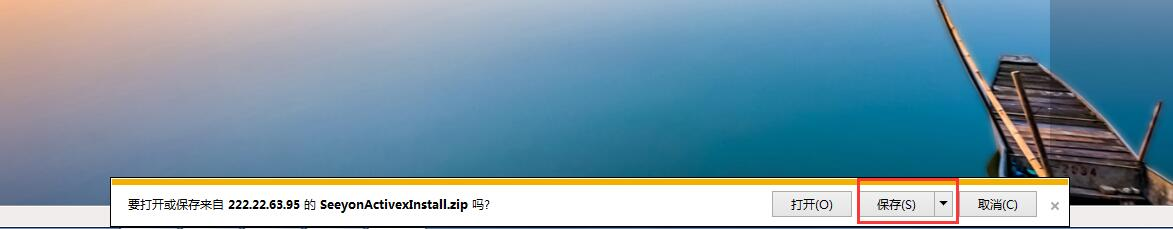 要打开或保存来自 222.22.63.95 的 SeeyonActivexInstall.zip 吗? 打开(O) 保存(S) 取消(C) ×